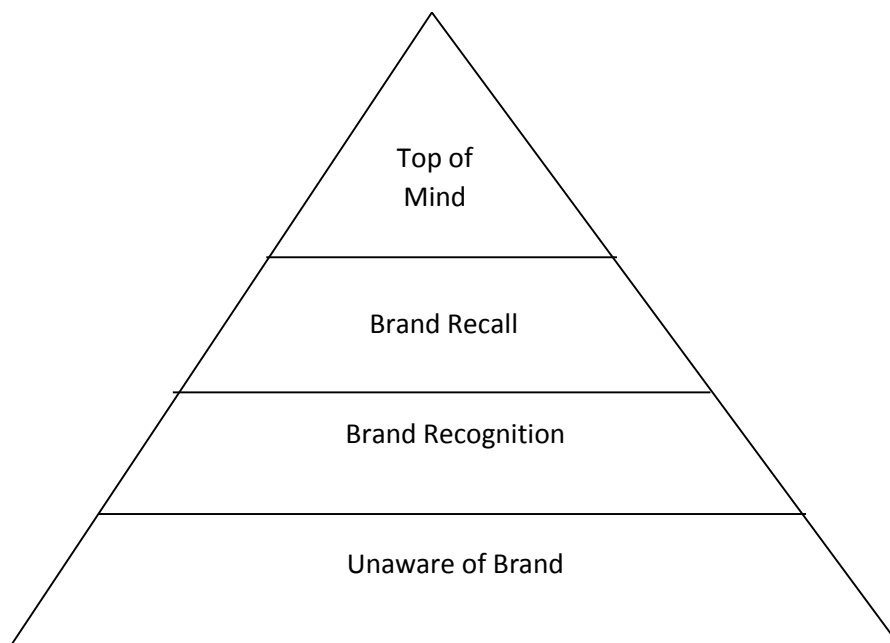 Top of
Mind
Brand Recall
Brand Recognition
Unaware of Brand